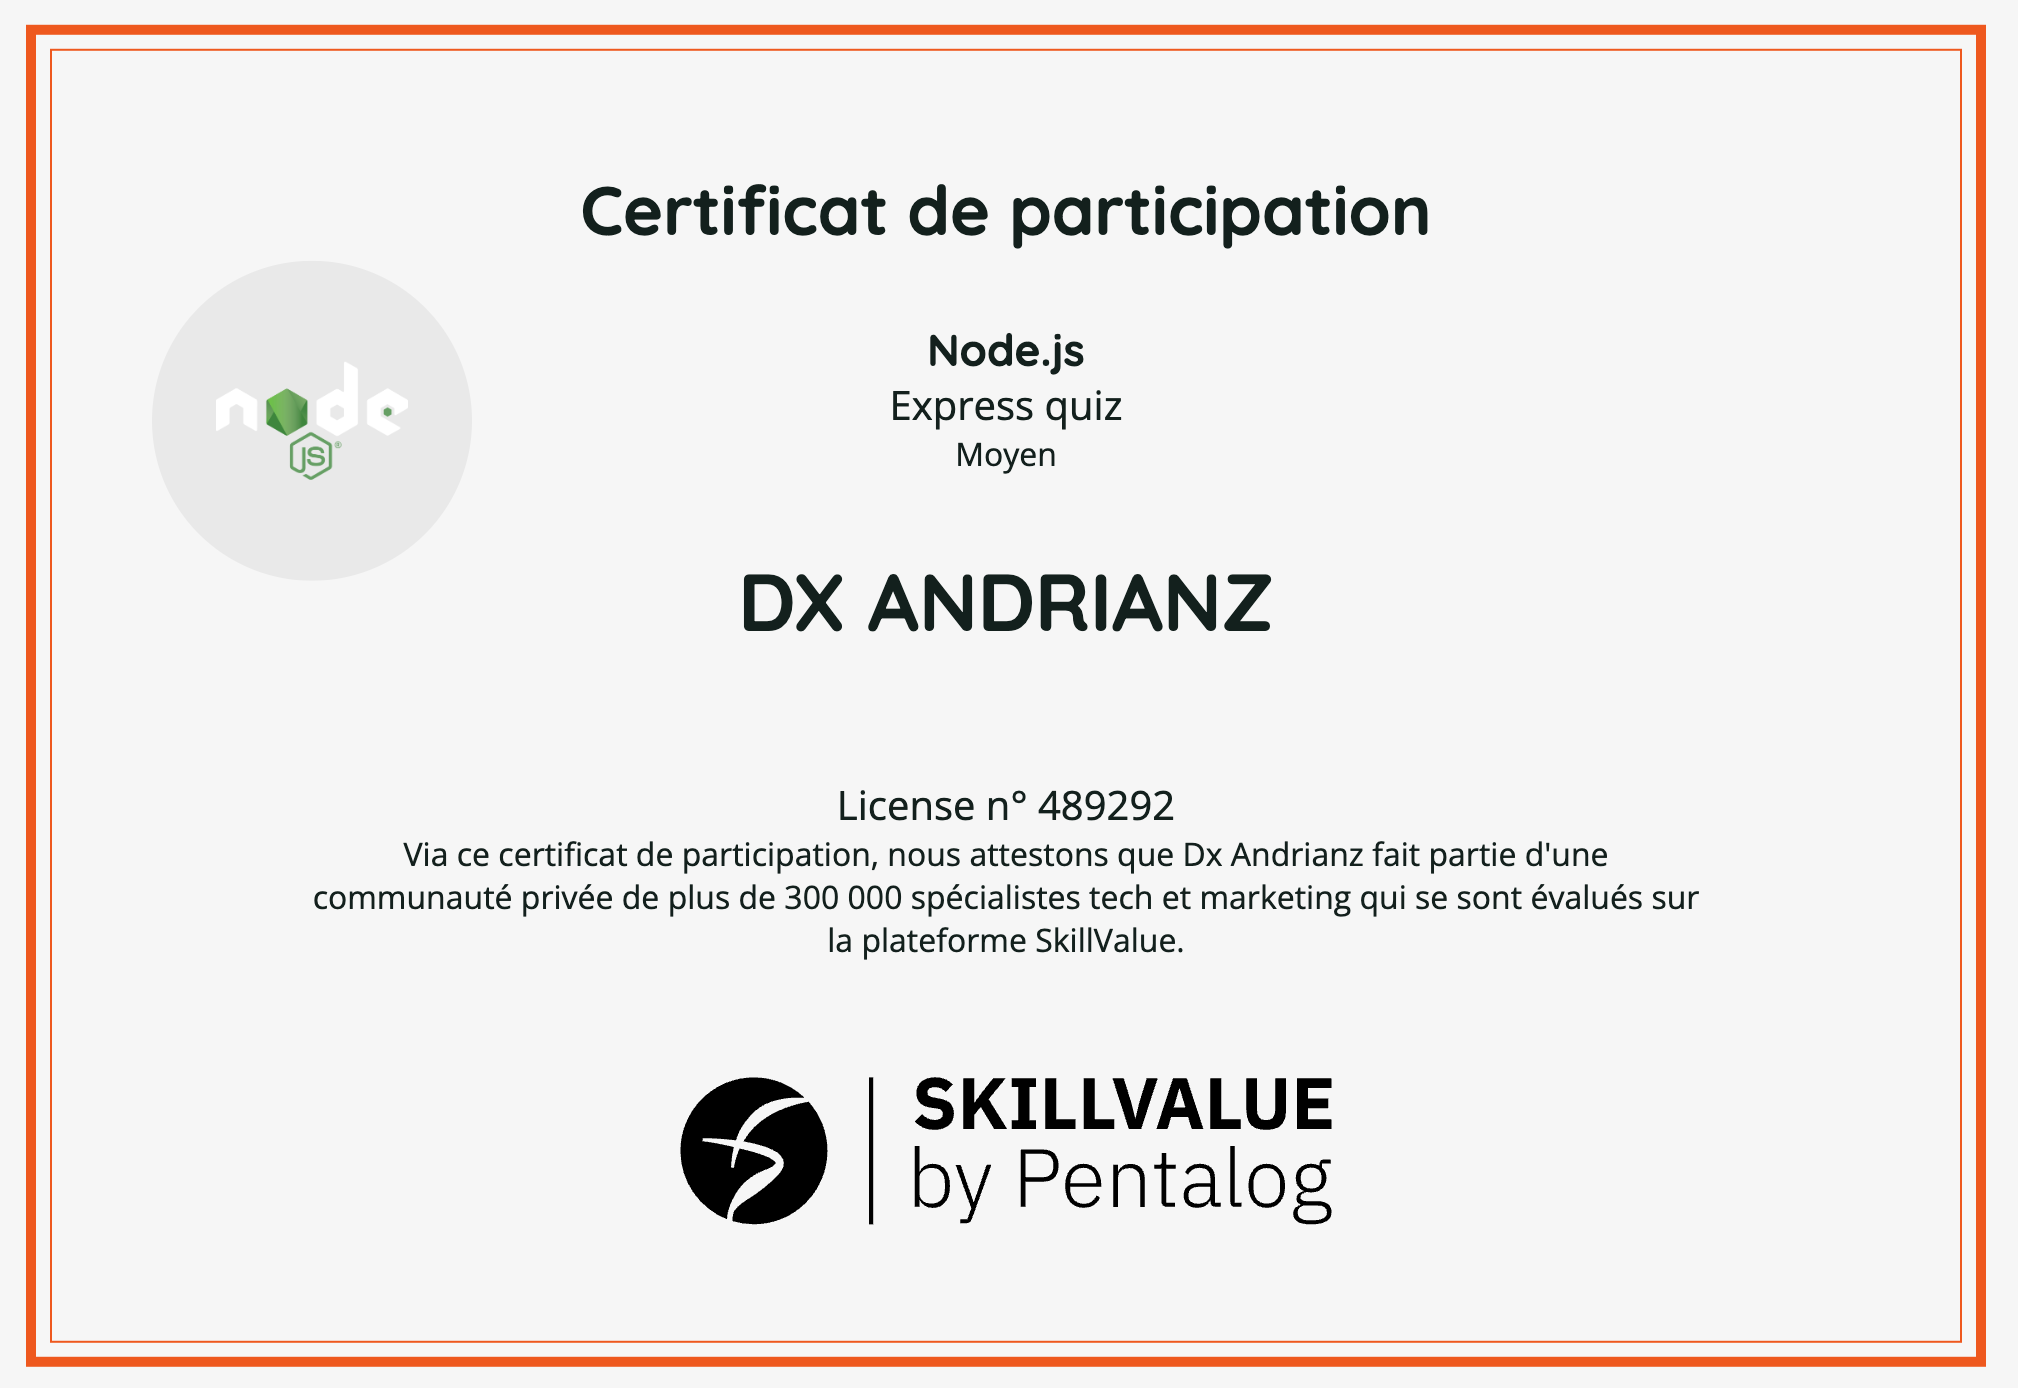 Certificat de participation
Node.js
Express quiz
Moyen
node
JS®
DX ANDRIANZ
License n° 489292
Via ce certificat de participation, nous attestons que Dx Andrianz fait partie d'une
communauté privée de plus de 300 000 spécialistes tech et marketing qui se sont évalués sur
la plateforme SkillValue.
SKILLVALUE
by Pentalog